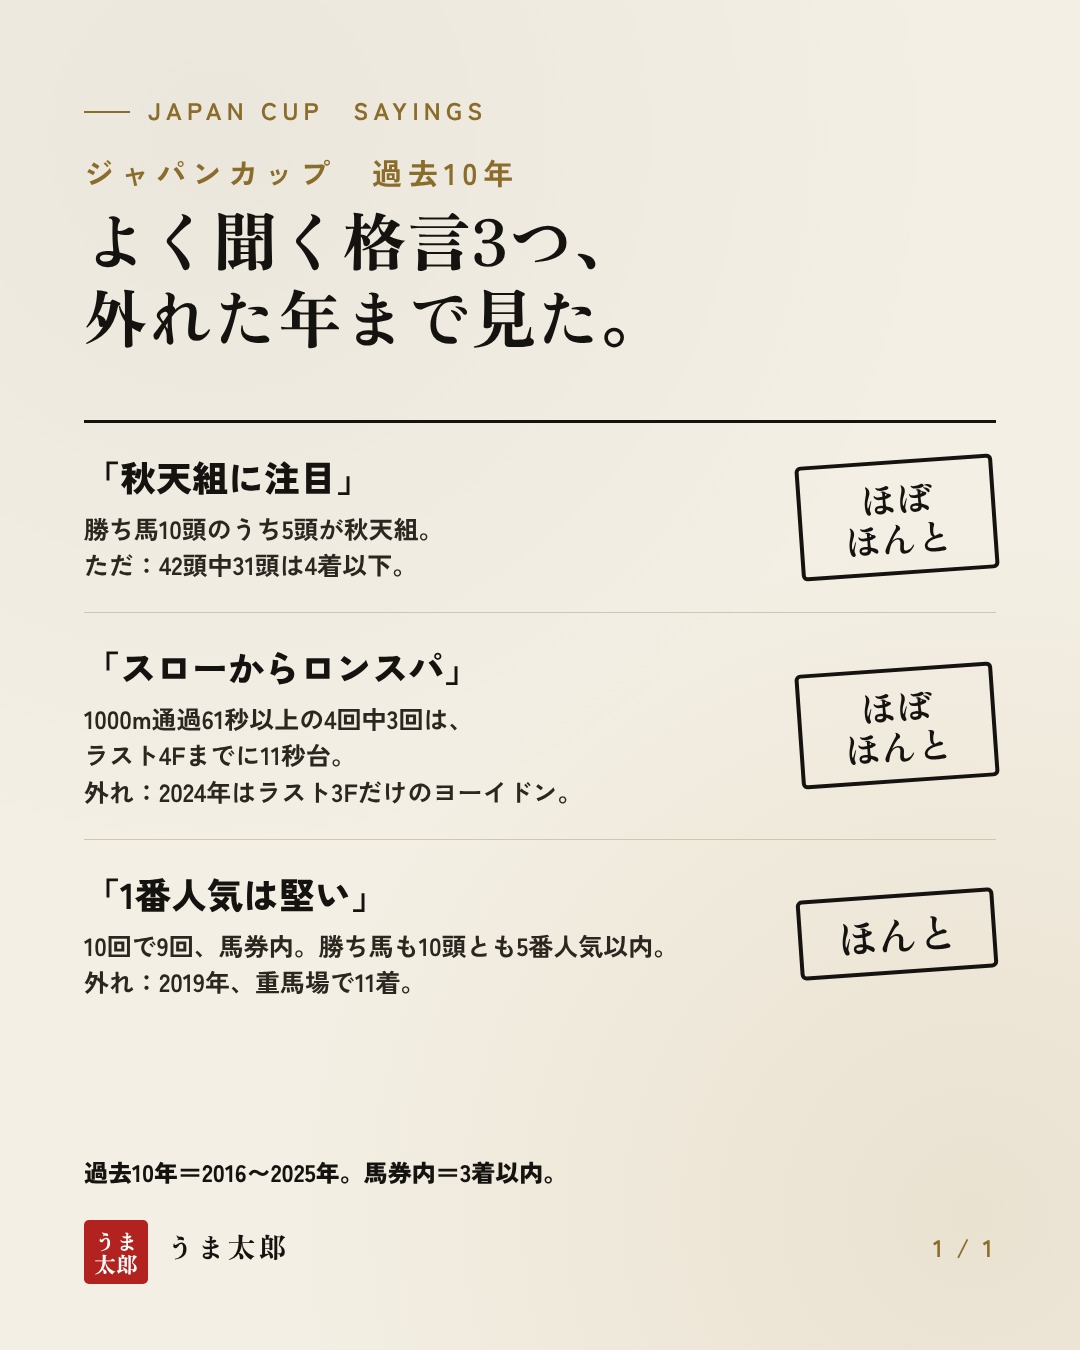 JAPAN CUP SAYINGS
ジャパンカップ 過去10年
よく聞く格言3つ、
外れた年まで見た。
「秋天組に注目」
勝ち馬10頭のうち5頭が秋天組。
ただ：42頭中31頭は4着以下。
ほぼ
ほんと
「スローからロンスパ」
1000m通過61秒以上の4回中3回は、
ラスト4Fまでに11秒台。
外れ：2024年はラスト3Fだけのヨーイドン。
ほぼ
ほんと
「1番人気は堅い」
10回で9回、馬券内。勝ち馬も10頭とも5番人気以内。
外れ：2019年、重馬場で11着。
ほんと
過去10年＝2016〜2025年。馬券内＝3着以内。
うま
太郎
うま太郎
1 / 1